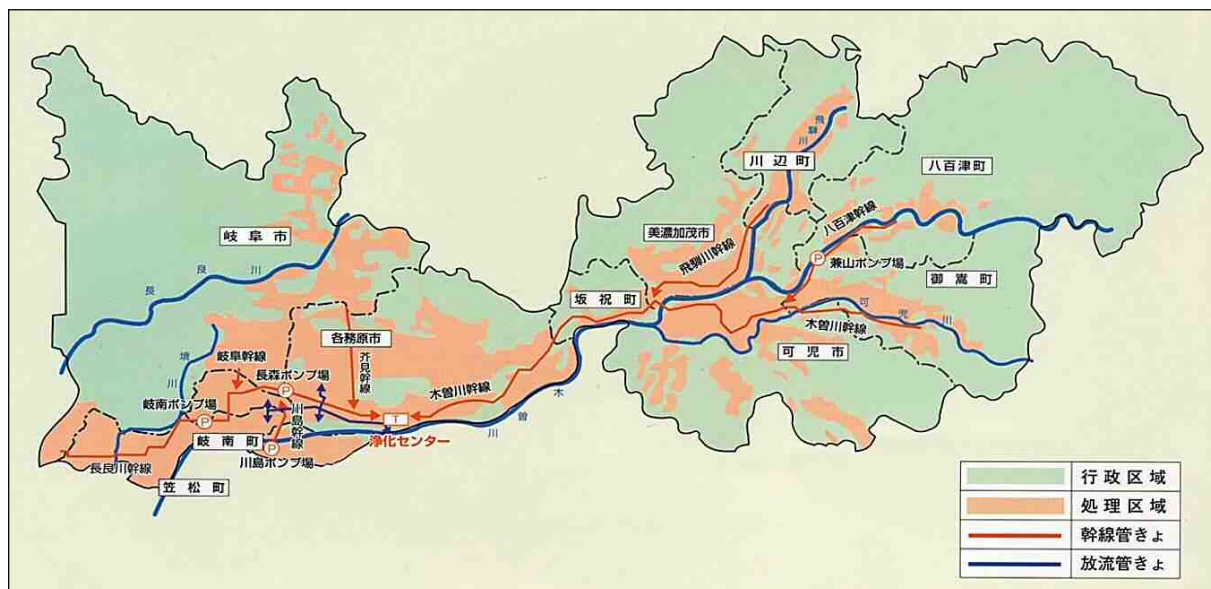 飛騨川
川辺町
八百津町
岐阜市
長良川
美濃加茂市
八百津幹線
飛騨川幹線
P
兼山ポンプ場
御嵩町
坂祝町
可児川
各務原市
木曽川幹線
可児市
境川
岐阜幹線
芥見幹線
長森ポンプ場
木曽川幹線
木曽川
P
岐南ポンプ場
P
川島幹線
T
浄化センター
岐南町
P
川島ポンプ場
長良川幹線
笠松町
行政区域
処理区域
幹線管きょ
放流管きょ